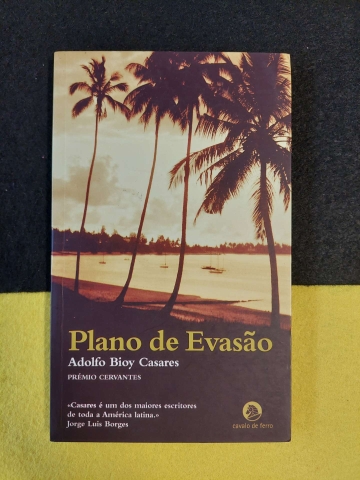 Plano de Evasão
Adolfo Bioy Casares
PRÉMIO CERVANTES
«Casares é um dos maiores escritores
de toda a América latina.»
Jorge Luis Borges
cavalo de ferro